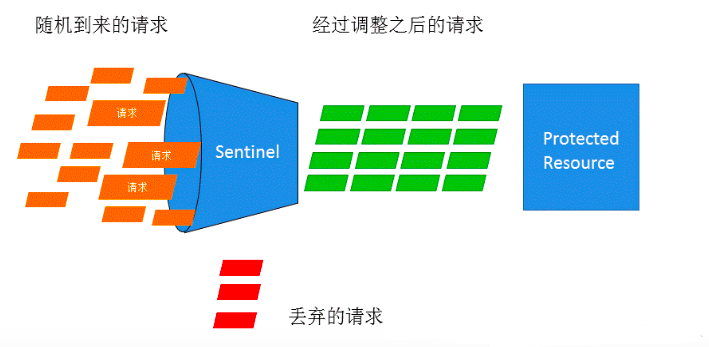 随机到来的请求
经过调整之后的请求
请求
请求
请求
Sentinel
Protected
Resource
丢弃的请求